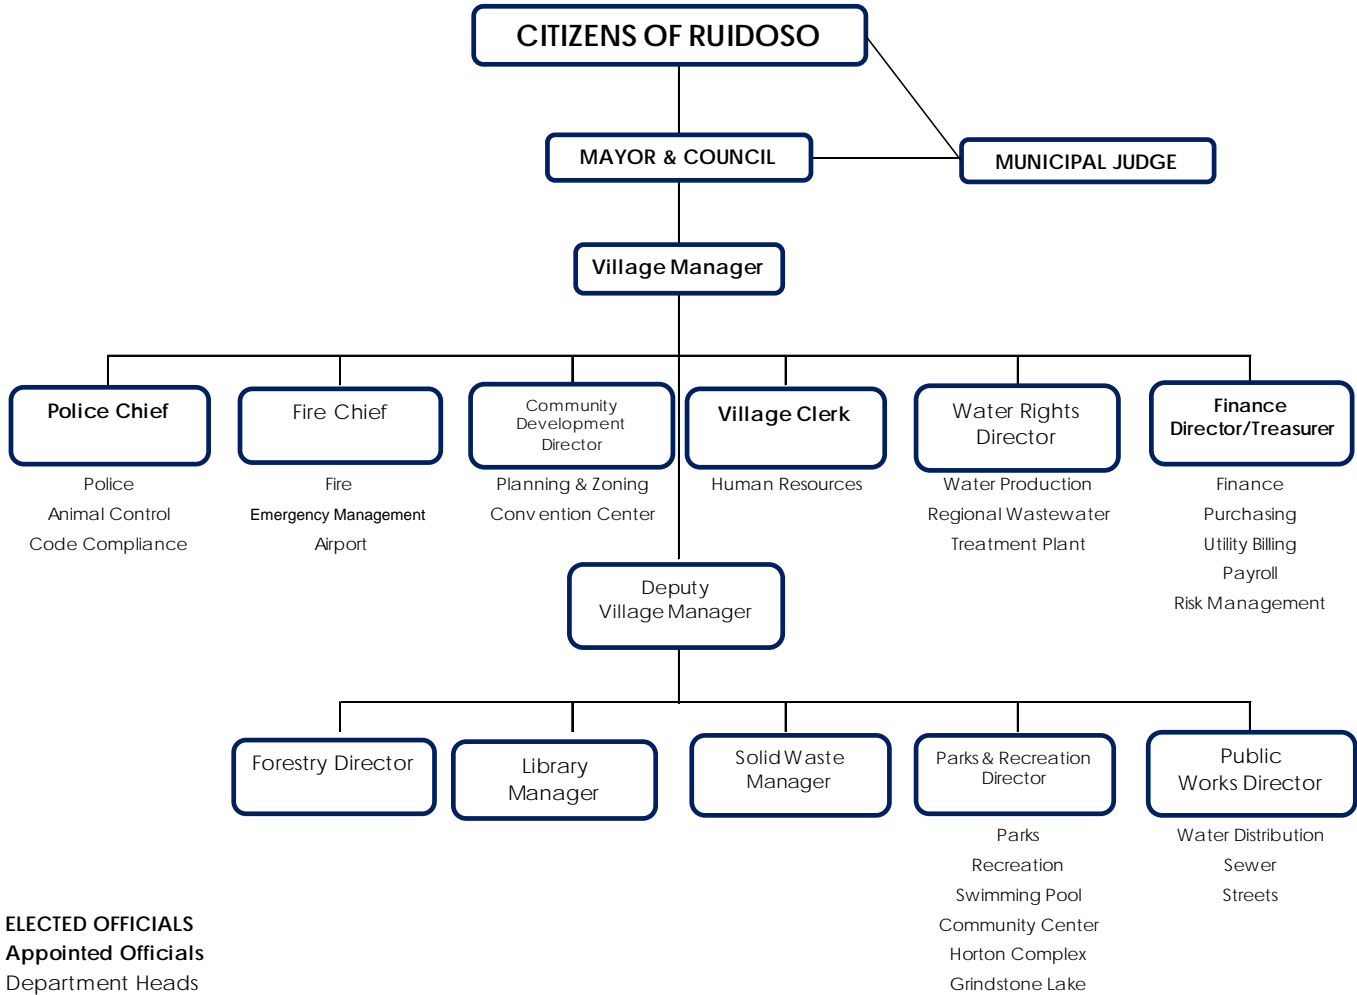 CITIZENS OF RUIDOSO
MAYOR & COUNCIL
MUNICIPAL JUDGE
Village Manager
Police Chief
Police
Animal Control
Code Compliance
Fire Chief
Fire
Emergency Management
Airport
Community
Development
Director
Planning & Zoning
Convention Center
Village Clerk
Human Resources
Water Rights
Director
Water Production
Regional Wastewater
Treatment Plant
Finance
Director/Treasurer
Finance
Purchasing
Utility Billing
Payroll
Risk Management
Deputy
Village Manager
Forestry Director
Library
Manager
Solid Waste
Manager
Parks & Recreation
Director
Parks
Recreation
Swimming Pool
Community Center
Horton Complex
Grindstone Lake
Public
Works Director
Water Distribution
Sewer
Streets
ELECTED OFFICIALS
Appointed Officials
Department Heads